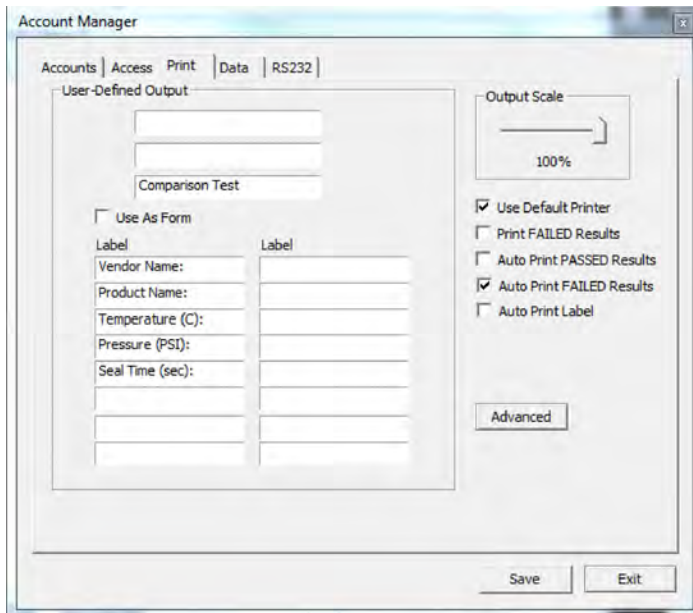 Account Manager
x
Accounts Access Print Data RS232
User-Defined Output
Comparison Test
Use As Form
Label Label
Vendor Name:
Product Name:
Temperature (C):
Pressure (PSI):
Seal Time (sec):
Output Scale
100%
Use Default Printer
Print FAILED Results
Auto Print PASSED Results
Auto Print FAILED Results
Auto Print Label
Advanced
Save Exit